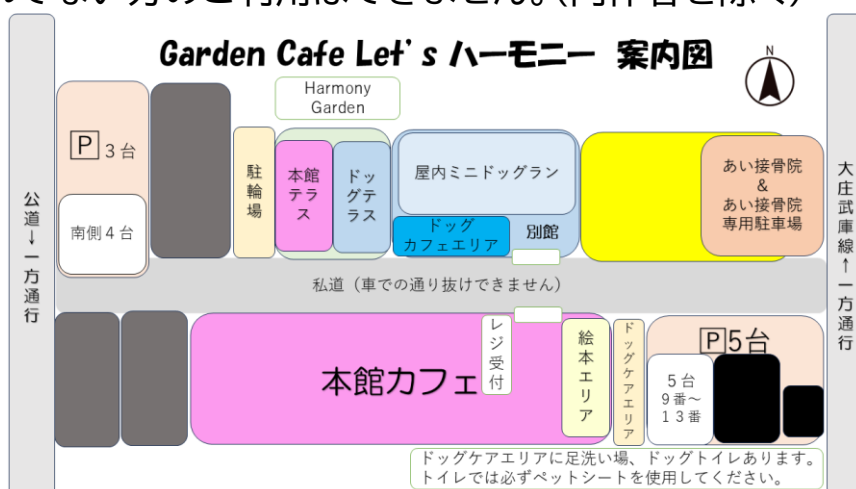 でない方のご利用はできません。(同伴者を除く)
Garden Cafe Let's ハーモニー 案内図
N
Harmony
Garden
P 3台
南側4台
駐輪場
本館
テラ
ス
ドッ
グテ
ラス
屋内ミニドッグラン
ドッグ
カフェエリア
別館
あい接骨院
&
あい接骨院
専用駐車場
公道↓一方通行
大庄武庫線↑一方通行
私道(車での通り抜けできません)
本館カフェ
レジ受付
絵本エリア
ドッグケアエリア
P5台
5台
9番~
13番
ドッグケアエリアに足洗い場、ドッグトイレあります。
トイレでは必ずペットシートを使用してください。